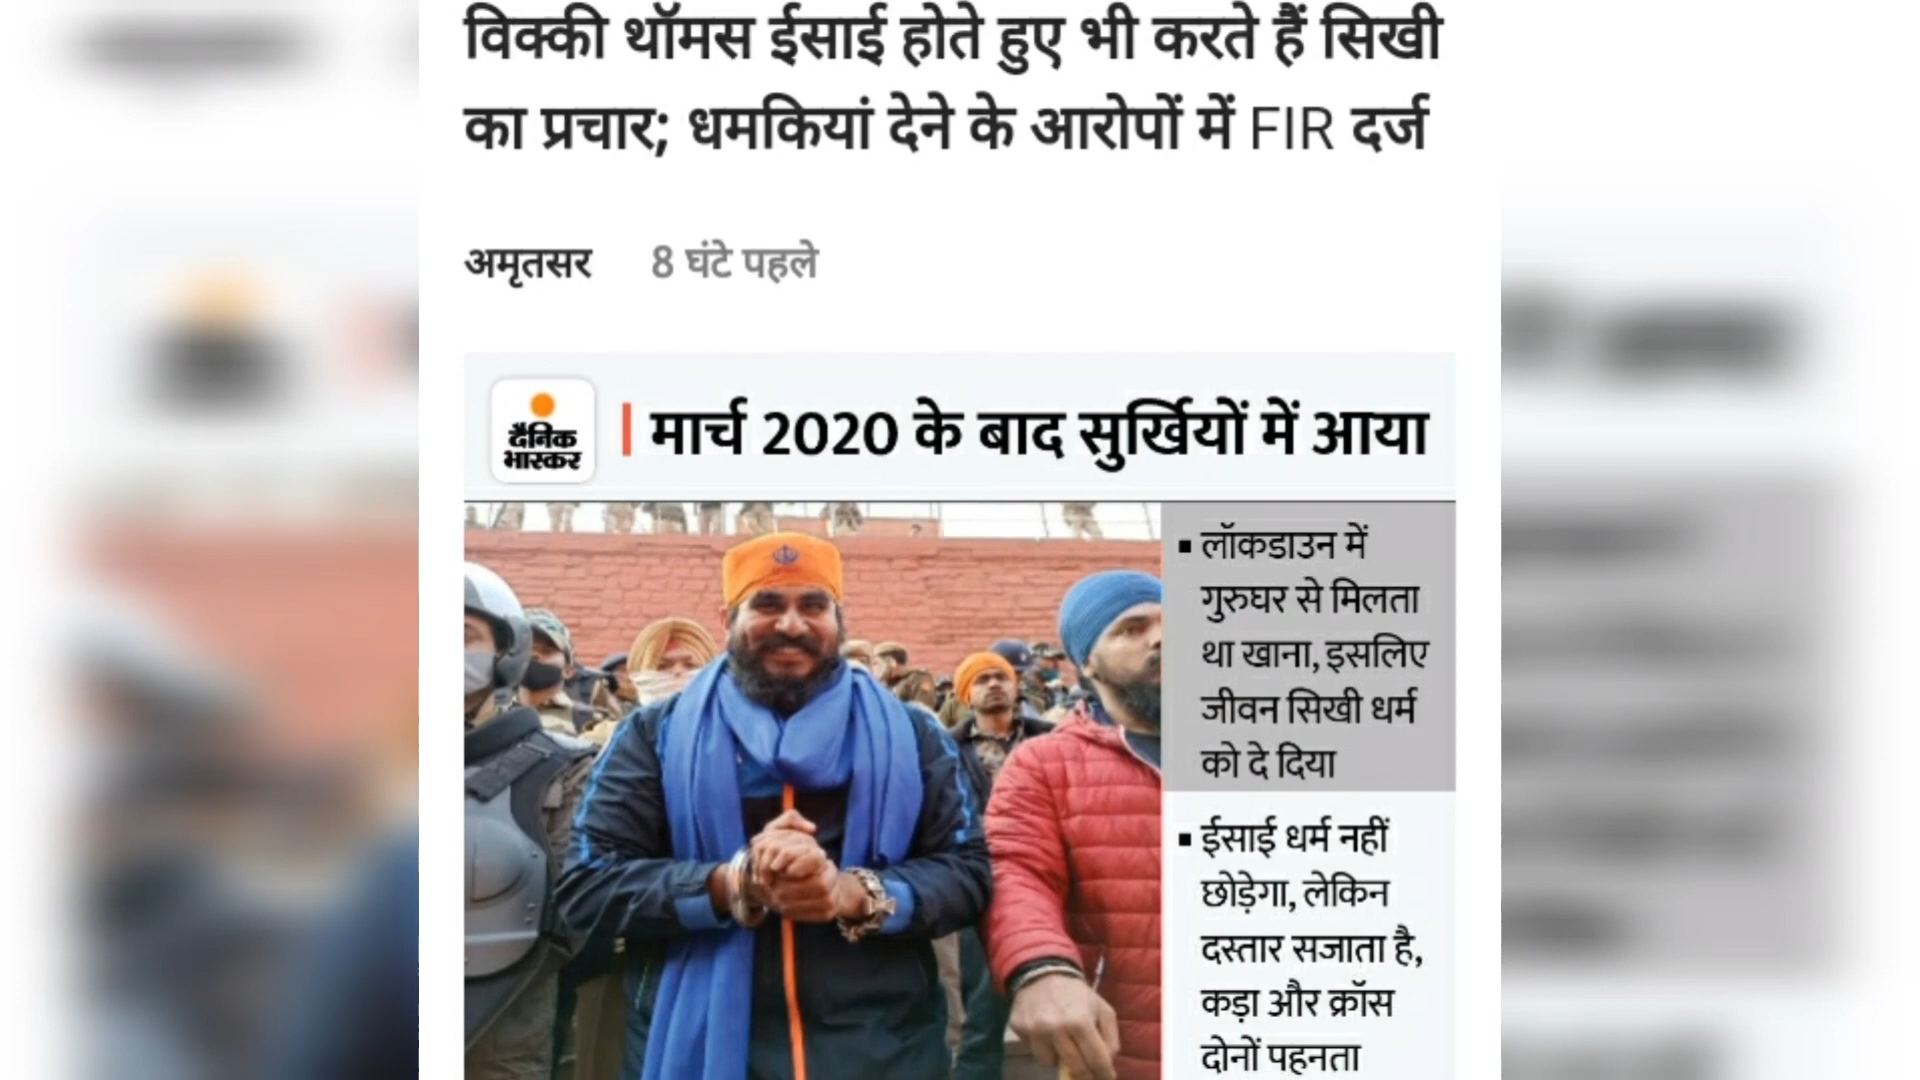 विक्की थॉमस ईसाई होते हुए भी करते हैं सिखी
का प्रचार; धमकियां देने के आरोपों में FIR दर्ज
अमृतसर 8 घंटे पहले
दैनिक
भास्कर
मार्च 2020 के बाद सुर्खियों में आया
▪ लॉकडाउन में
गुरुघर से मिलता
था खाना, इसलिए
जीवन सिखी धर्म
को दे दिया
▪ ईसाई धर्म नहीं
छोड़ेगा, लेकिन
दस्तार सजाता है,
कड़ा और क्रॉस
दोनों पहनता